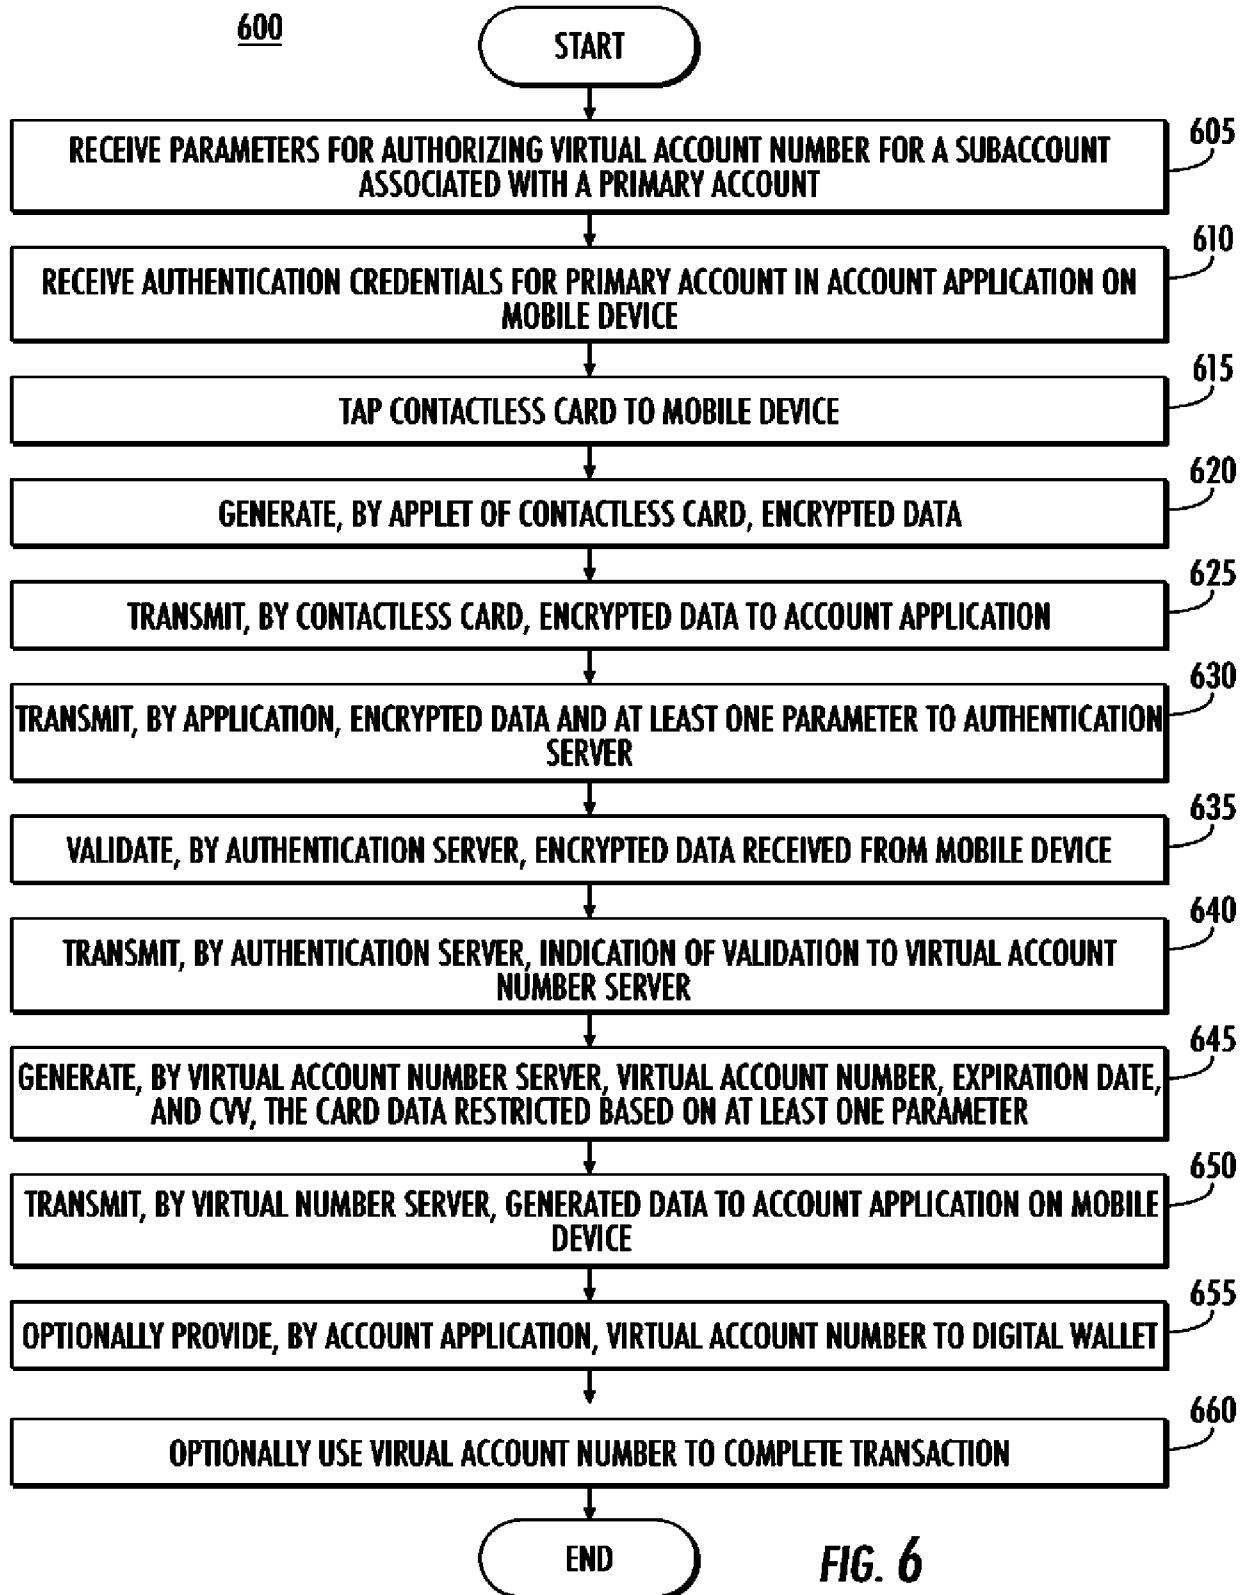 600
START
605
RECEIVE PARAMETERS FOR AUTHORIZING VIRTUAL ACCOUNT NUMBER FOR A SUBACCOUNT
ASSOCIATED WITH A PRIMARY ACCOUNT
610
RECEIVE AUTHENTICATION CREDENTIALS FOR PRIMARY ACCOUNT IN ACCOUNT APPLICATION ON
MOBILE DEVICE
615
TAP CONTACTLESS CARD TO MOBILE DEVICE
620
GENERATE, BY APPLET OF CONTACTLESS CARD, ENCRYPTED DATA
625
TRANSMIT, BY CONTACTLESS CARD, ENCRYPTED DATA TO ACCOUNT APPLICATION
630
TRANSMIT, BY APPLICATION, ENCRYPTED DATA AND AT LEAST ONE PARAMETER TO AUTHENTICATION
SERVER
635
VALIDATE, BY AUTHENTICATION SERVER, ENCRYPTED DATA RECEIVED FROM MOBILE DEVICE
640
TRANSMIT, BY AUTHENTICATION SERVER, INDICATION OF VALIDATION TO VIRTUAL ACCOUNT
NUMBER SERVER
645
GENERATE, BY VIRTUAL ACCOUNT NUMBER SERVER, VIRTUAL ACCOUNT NUMBER, EXPIRATION DATE,
AND CVV, THE CARD DATA RESTRICTED BASED ON AT LEAST ONE PARAMETER
650
TRANSMIT, BY VIRTUAL NUMBER SERVER, GENERATED DATA TO ACCOUNT APPLICATION ON MOBILE
DEVICE
655
OPTIONALLY PROVIDE, BY ACCOUNT APPLICATION, VIRTUAL ACCOUNT NUMBER TO DIGITAL WALLET
660
OPTIONALLY USE VIRUAL ACCOUNT NUMBER TO COMPLETE TRANSACTION
END
FIG. 6